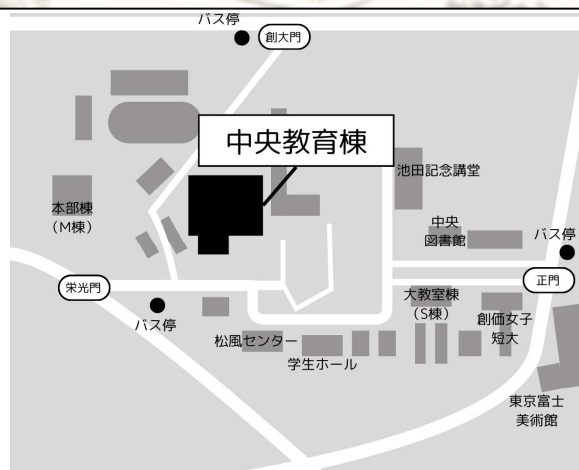 バス停
創大門
中央教育棟
池田記念講堂
本部棟
（M棟）
中央
図書館
バス停
栄光門
正門
バス停
大教室棟
（S棟）
創価女子
短大
松風センター
学生ホール
東京富士
美術館